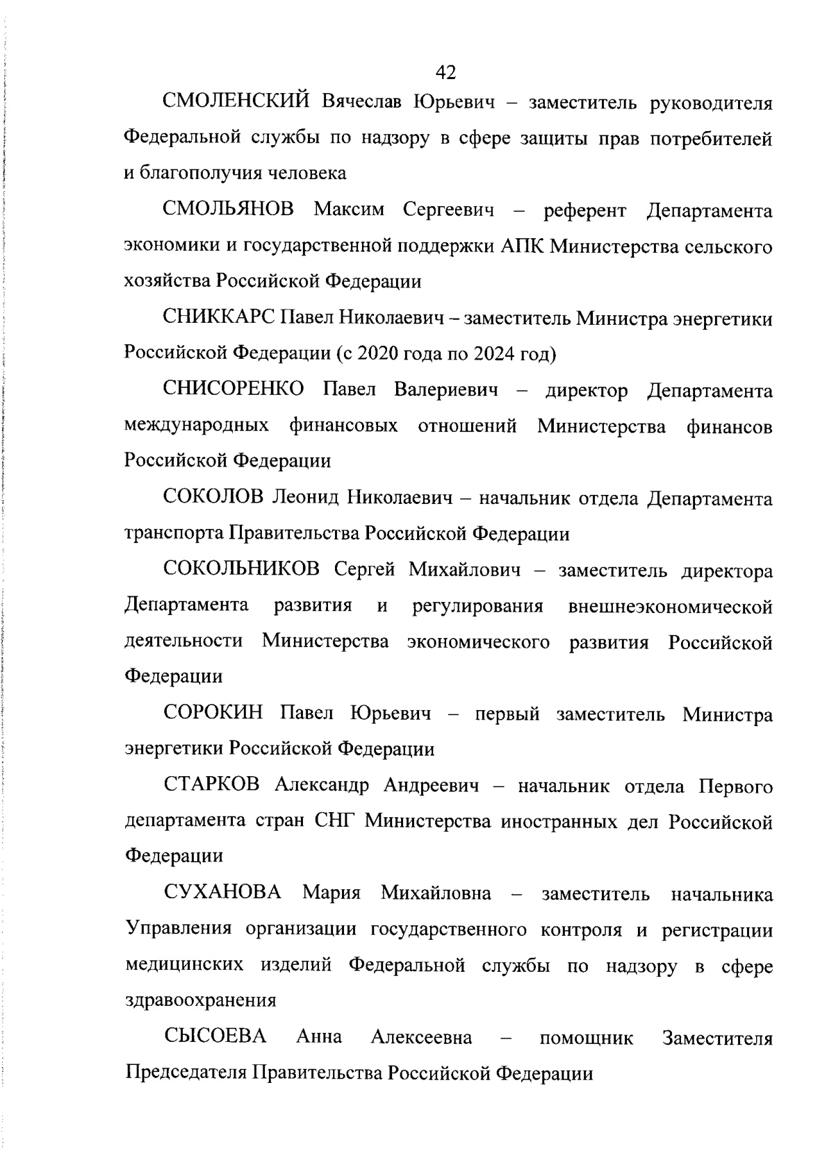 42
СМОЛЕНСКИЙ Вячеслав Юрьевич – заместитель руководителя
Федеральной службы по надзору в сфере защиты прав потребителей
и благополучия человека
СМОЛЬЯНОВ Максим Сергеевич – референт Департамента
экономики и государственной поддержки АПК Министерства сельского
хозяйства Российской Федерации
СНИККАРС Павел Николаевич – заместитель Министра энергетики
Российской Федерации (с 2020 года по 2024 год)
СНИСОРЕНКО Павел Валериевич – директор Департамента
международных финансовых отношений Министерства финансов
Российской Федерации
СОКОЛОВ Леонид Николаевич – начальник отдела Департамента
транспорта Правительства Российской Федерации
СОКОЛЬНИКОВ Сергей Михайлович – заместитель директора
Департамента развития и регулирования внешнеэкономической
деятельности Министерства экономического развития Российской
Федерации
СОРОКИН Павел Юрьевич – первый заместитель Министра
энергетики Российской Федерации
СТАРКОВ Александр Андреевич – начальник отдела Первого
департамента стран СНГ Министерства иностранных дел Российской
Федерации
СУХАНОВА Мария Михайловна – заместитель начальника
Управления организации государственного контроля и регистрации
медицинских изделий Федеральной службы по надзору в сфере
здравоохранения
СЫСОЕВА Анна Алексеевна – помощник Заместителя
Председателя Правительства Российской Федерации